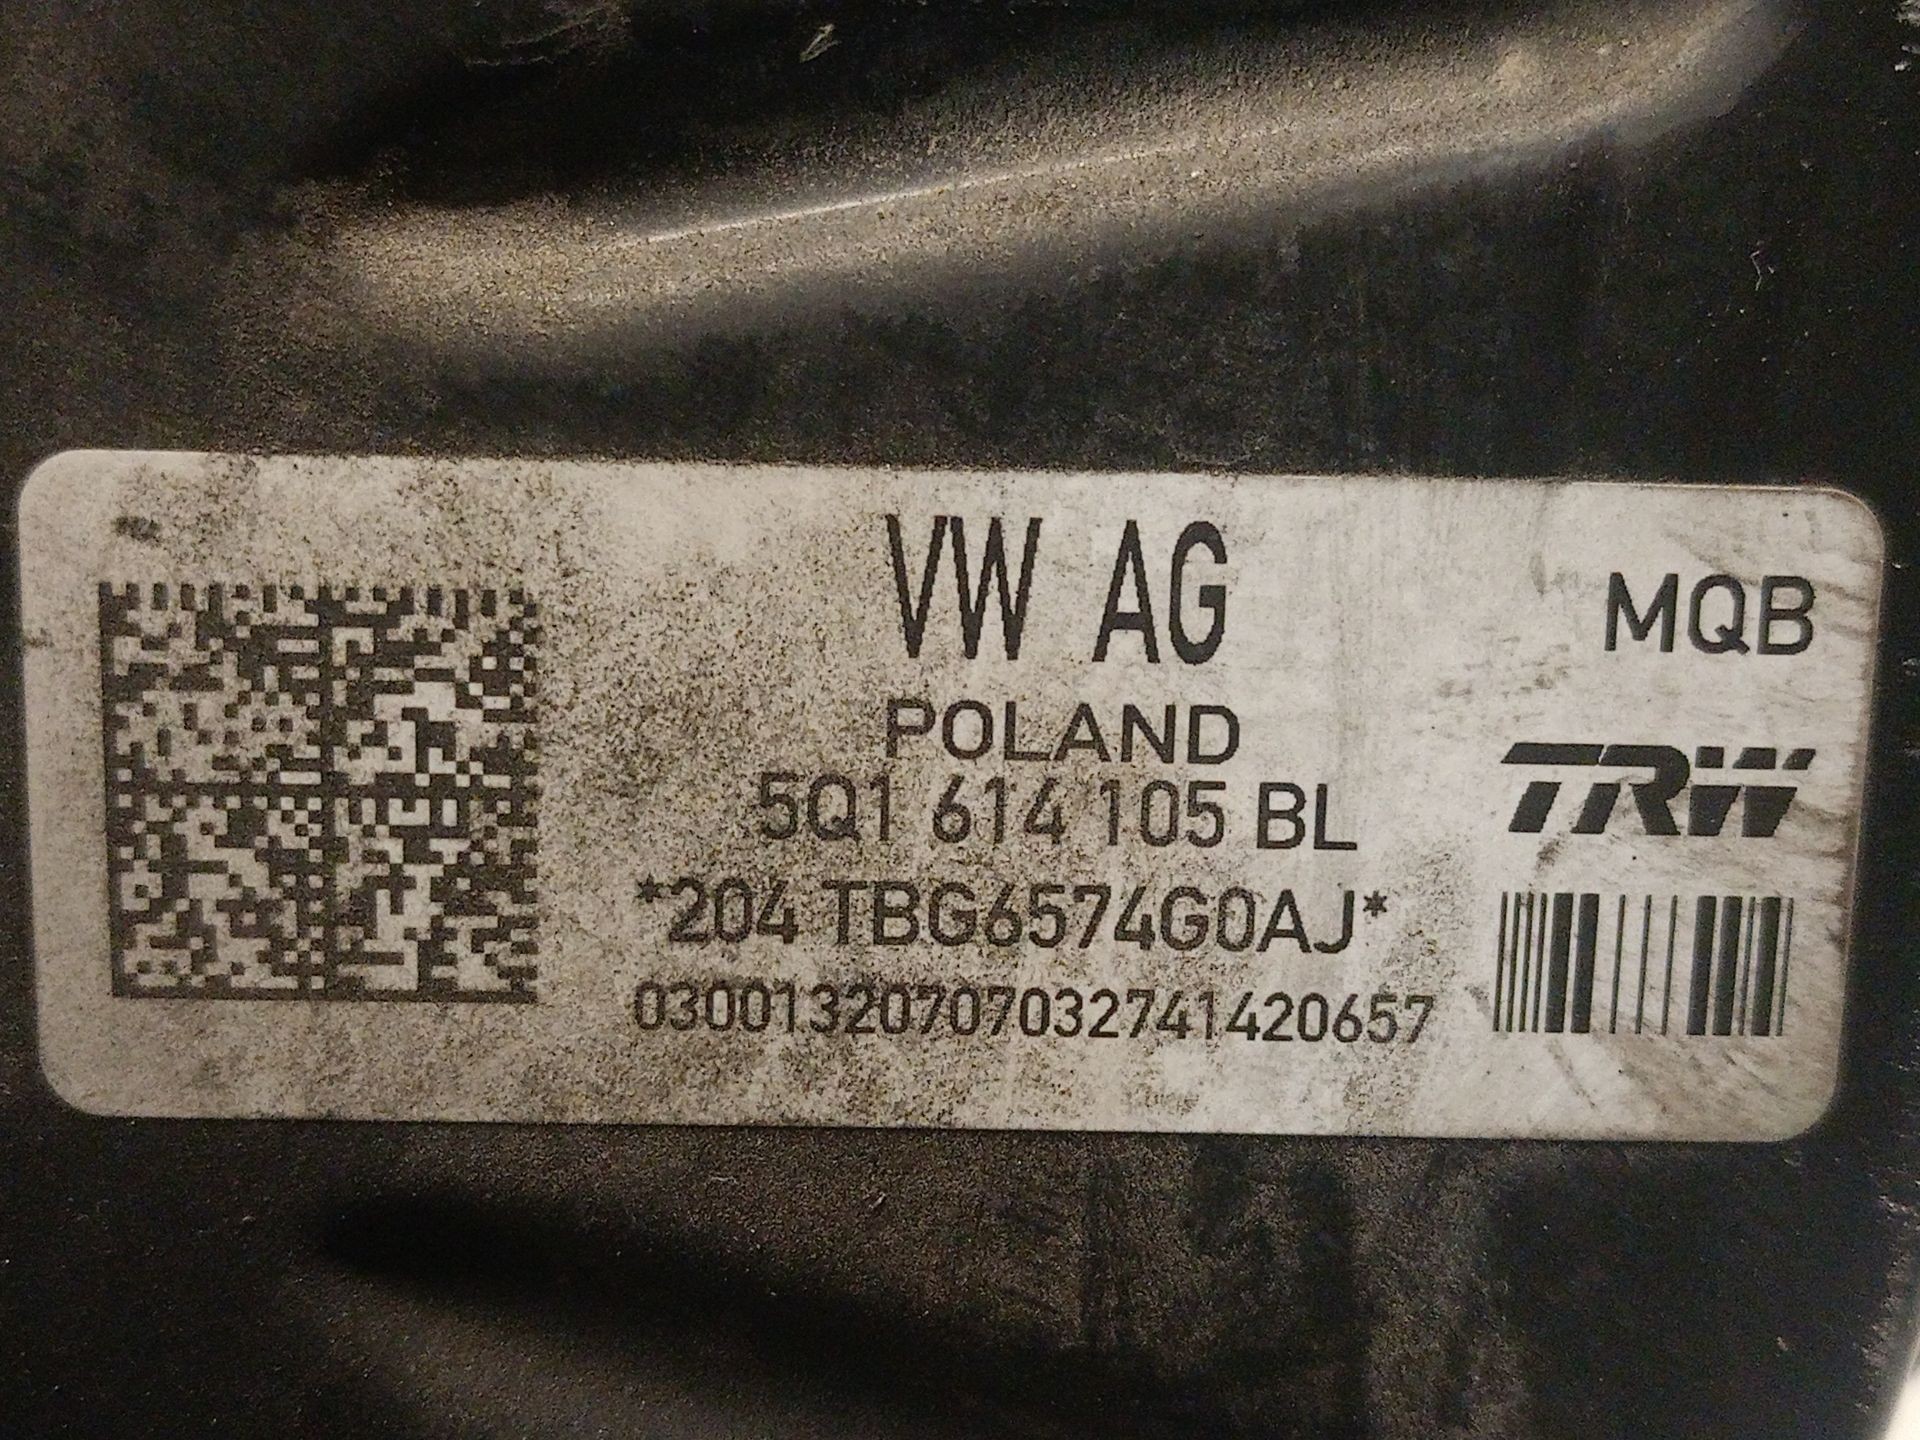 VW AG
MQB
POLAND
TRW
5Q1 614 105 BL
*204 TBG6574G0AJ*
03001320707032741420657